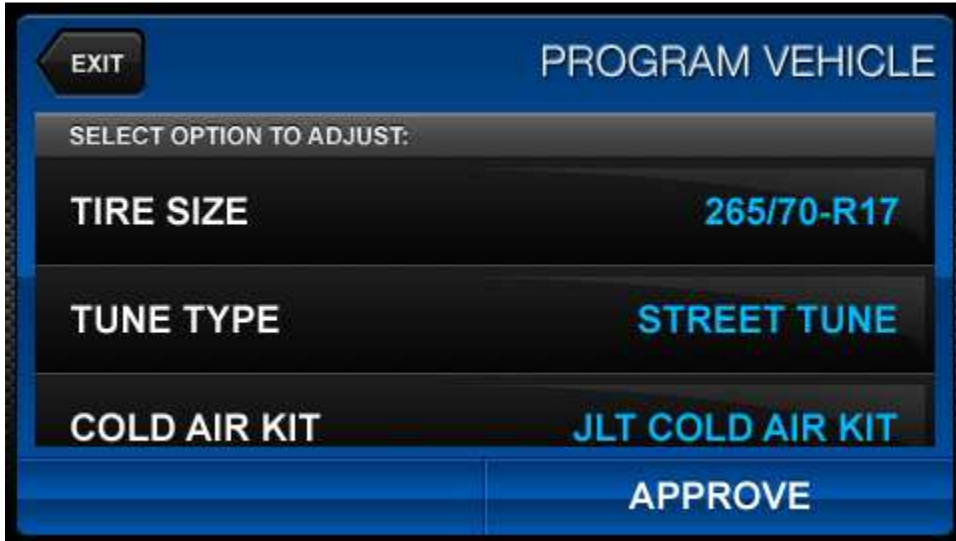 EXIT
PROGRAM VEHICLE
SELECT OPTION TO ADJUST:
TIRE SIZE 265/70-R17
TUNE TYPE STREET TUNE
COLD AIR KIT JLT COLD AIR KIT
APPROVE